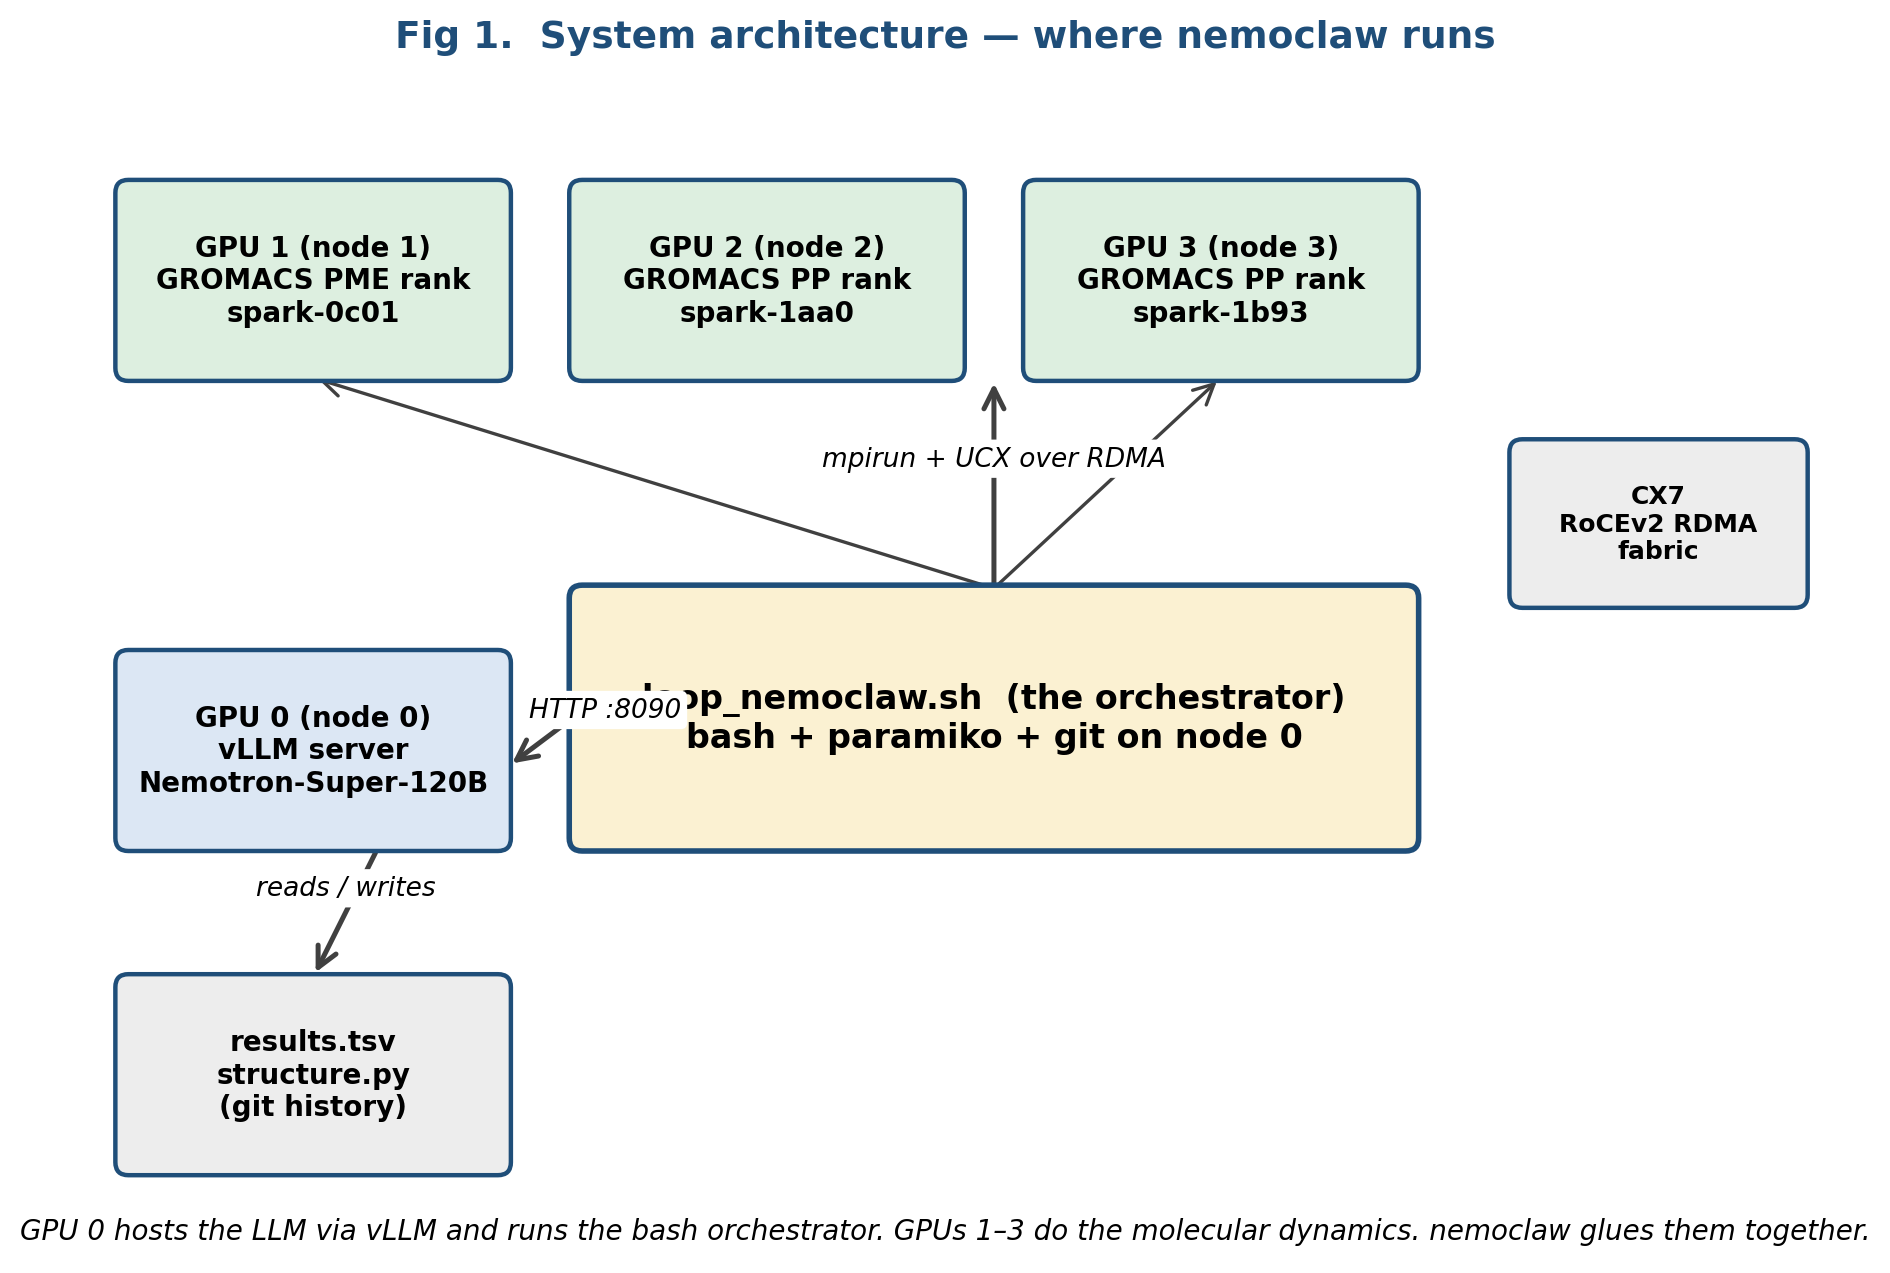 Fig 1.  System architecture — where nemoclaw runs
GPU 1 (node 1)
GROMACS PME rank
spark-0c01
GPU 2 (node 2)
GROMACS PP rank
spark-1aa0
GPU 3 (node 3)
GROMACS PP rank
spark-1b93
mpirun + UCX over RDMA
CX7
RoCEv2 RDMA
fabric
GPU 0 (node 0)
vLLM server
Nemotron-Super-120B
HTTP :8090
loop_nemoclaw.sh  (the orchestrator)
bash + paramiko + git on node 0
reads / writes
results.tsv
structure.py
(git history)
GPU 0 hosts the LLM via vLLM and runs the bash orchestrator. GPUs 1–3 do the molecular dynamics. nemoclaw glues them together.